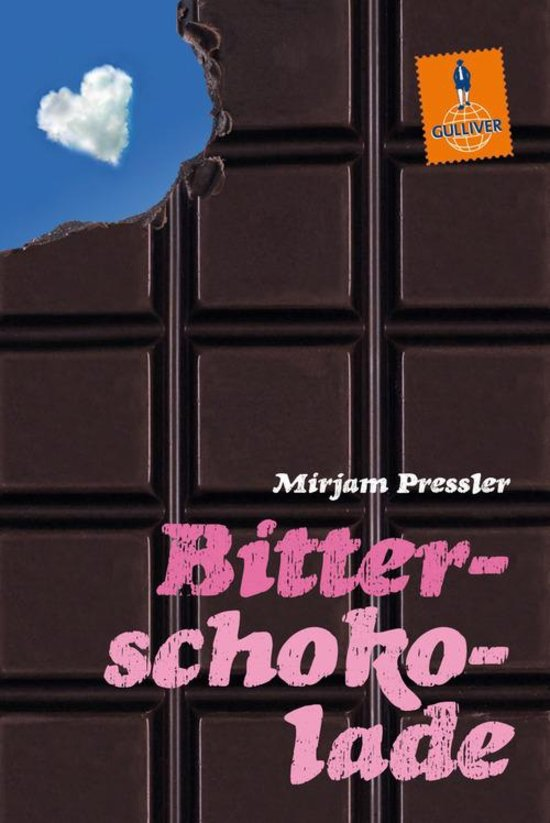 GULLIVER
Mirjam Pressler
Bitter-
schoko-
lade